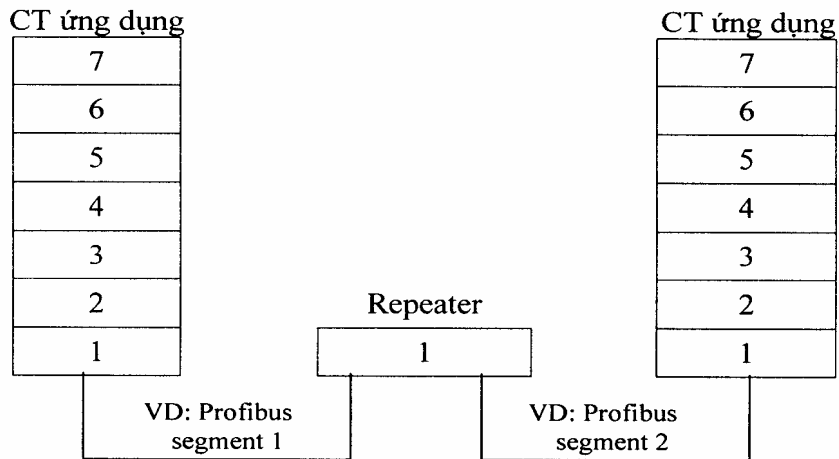 CT ứng dụng
7
6
5
4
3
2
1
Repeater
1
VD: Profibus
segment 1
VD: Profibus
segment 2
CT ứng dụng
7
6
5
4
3
2
1